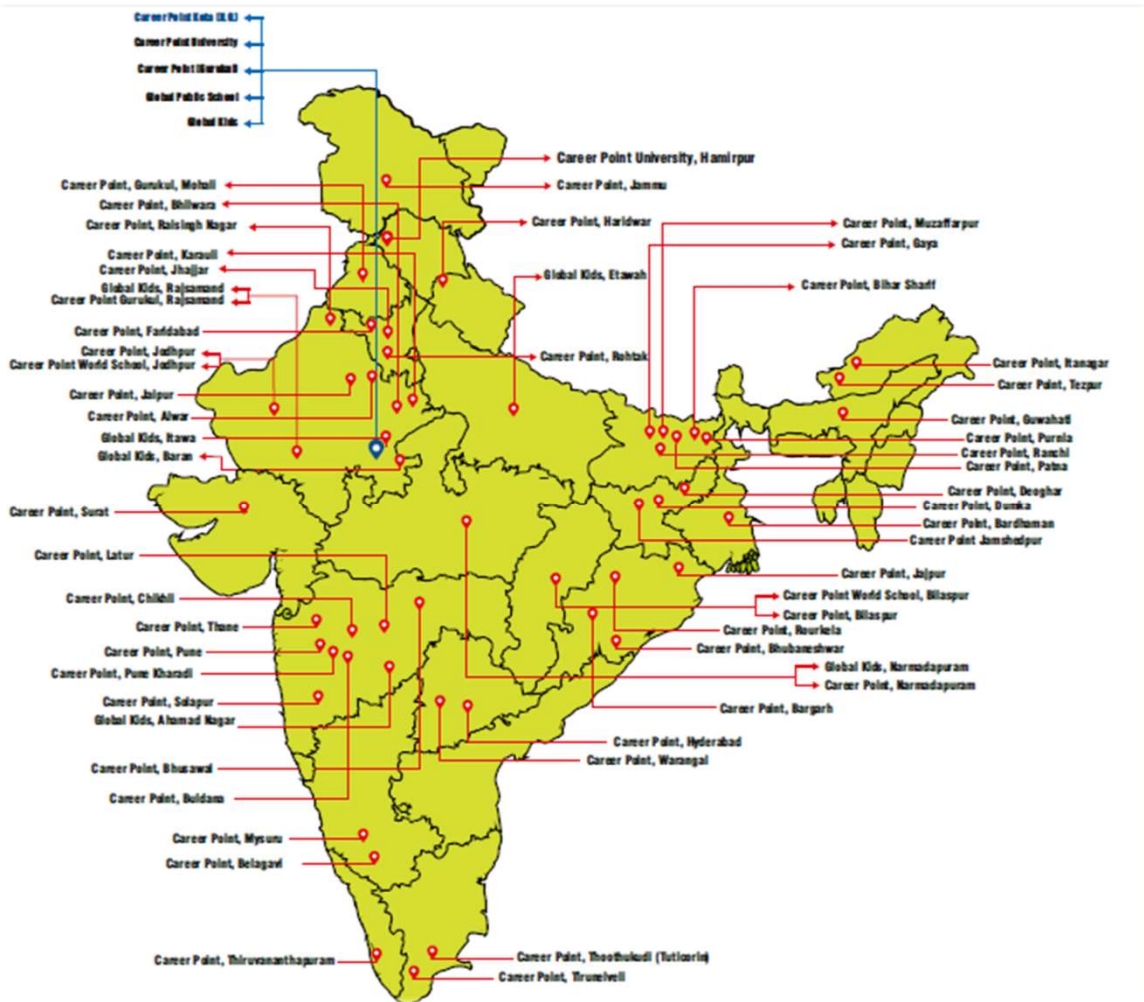 Career Point Kota (H.O.)
Career Point University
Career Point (Gurukul)
Global Public School
Global Kids
Career Point University, Hamirpur
Career Point, Gurukul, Mohali
Career Point, Jammu
Career Point, Bhilwara
Career Point, Raisingh Nagar
Career Point, Haridwar
Career Point, Muzaffarpur
Career Point, Gaya
Career Point, Karauli
Career Point, Jhajjar
Global Kids, Etawah
Global Kids, Rajsamand
Career Point, Bihar Sharif
Career Point Gurukul, Rajsamand
Career Point, Faridabad
Career Point, Jodhpur
Career Point, Rohtak
Career Point World School, Jodhpur
Career Point, Itanagar
Career Point, Tezpur
Career Point, Jaipur
Career Point, Alwar
Career Point, Guwahati
Global Kids, Itawa
Career Point, Purnia
Global Kids, Baran
Career Point, Ranchi
Career Point, Patna
Career Point, Deoghar
Career Point, Surat
Career Point, Dumka
Career Point, Bardhaman
Career Point Jamshedpur
Career Point, Latur
Career Point, Jajpur
Career Point, Chikhli
Career Point World School, Bilaspur
Career Point, Bilaspur
Career Point, Thane
Career Point, Rourkela
Career Point, Pune
Career Point, Bhubaneshwar
Career Point, Pune Kharadi
Global Kids, Narmadapuram
Career Point, Narmadapuram
Career Point, Solapur
Career Point, Bargarh
Global Kids, Ahamad Nagar
Career Point, Hyderabad
Career Point, Warangal
Career Point, Bhusawal
Career Point, Buldana
Career Point, Mysuru
Career Point, Belagavi
Career Point, Thiruvananthapuram
Career Point, Thoothukudi (Tuticorin)
Career Point, Tirunelveli